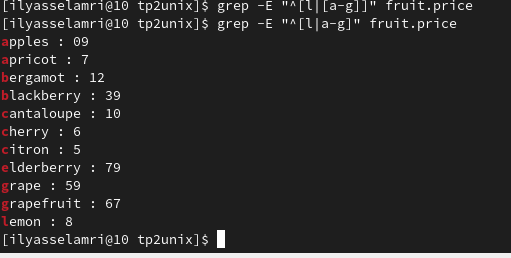 [ilyasselamri@10 tp2unix]$ grep -E "^[l|[a-g]]" fruit.price
[ilyasselamri@10 tp2unix]$ grep -E "^[l|a-g]" fruit.price
apples : 09
apricot : 7
bergamot : 12
blackberry : 39
cantaloupe : 10
cherry : 6
citron : 5
elderberry : 79
grape : 59
grapefruit : 67
lemon : 8
[ilyasselamri@10 tp2unix]$